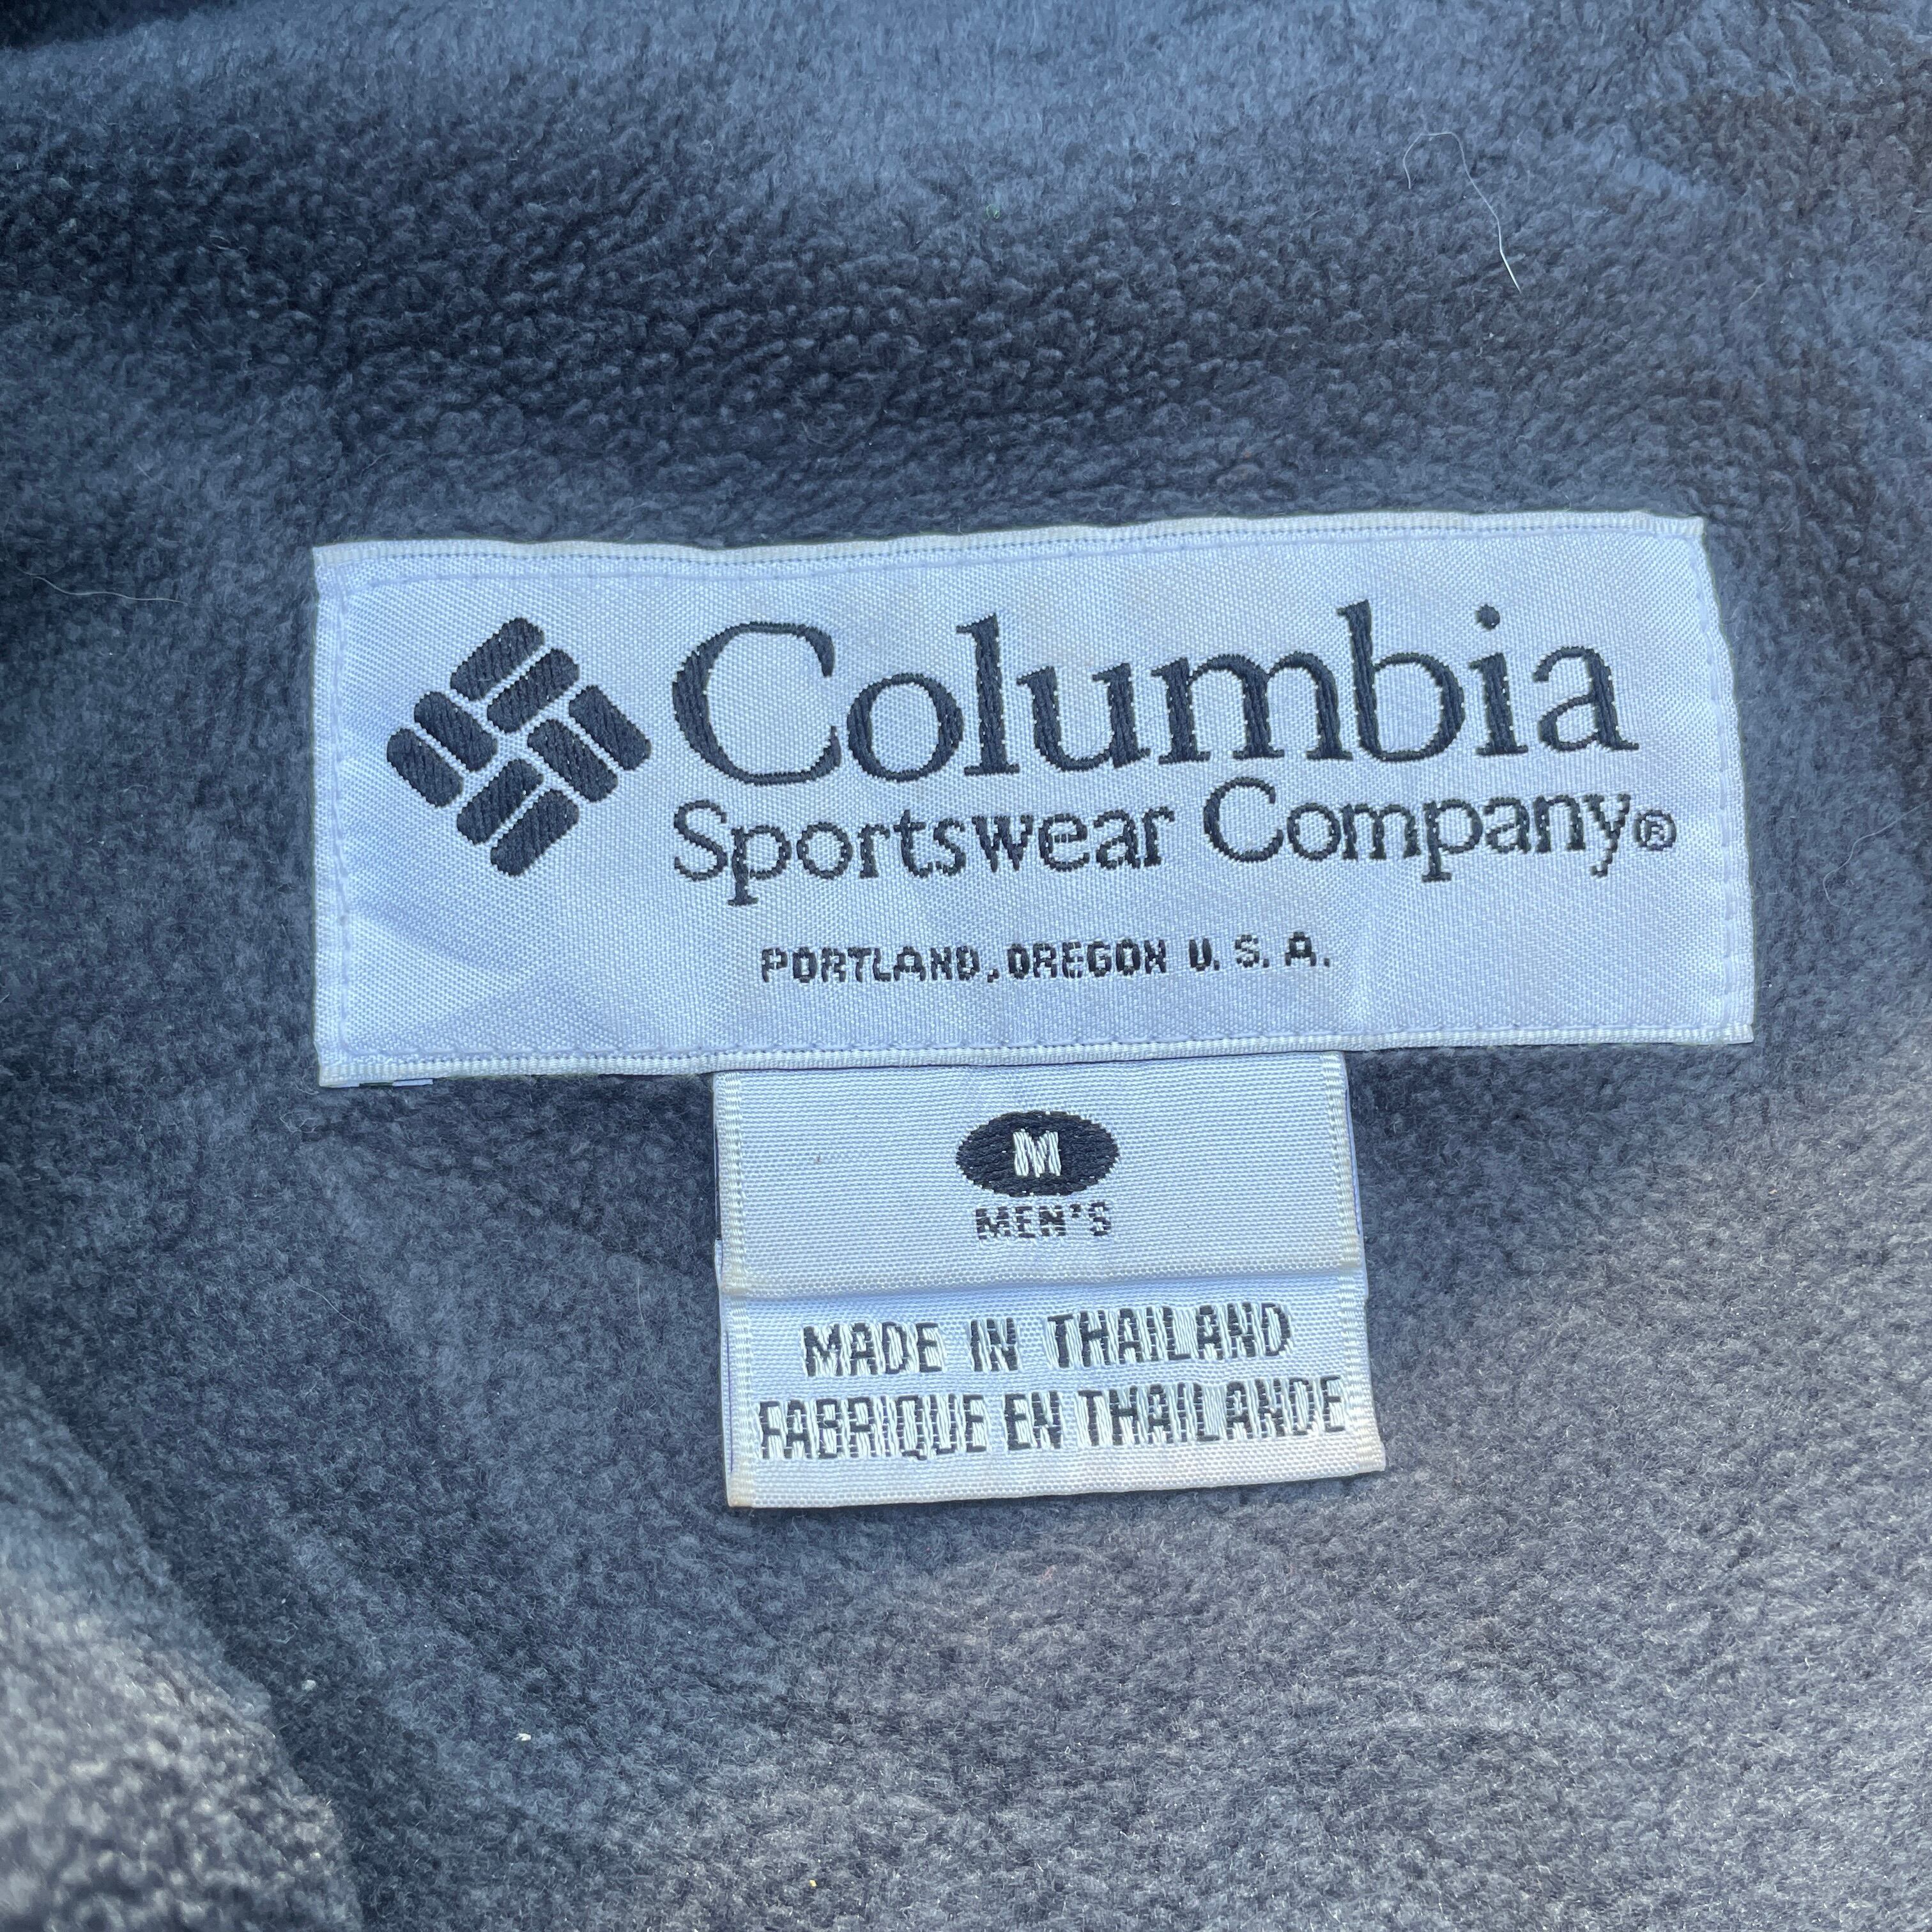 Columbia
Sportswear Company®
PORTLAND, OREGON U.S.A.
M
MEN'S
MADE IN THAILAND
FABRIQUE EN THAILANDE